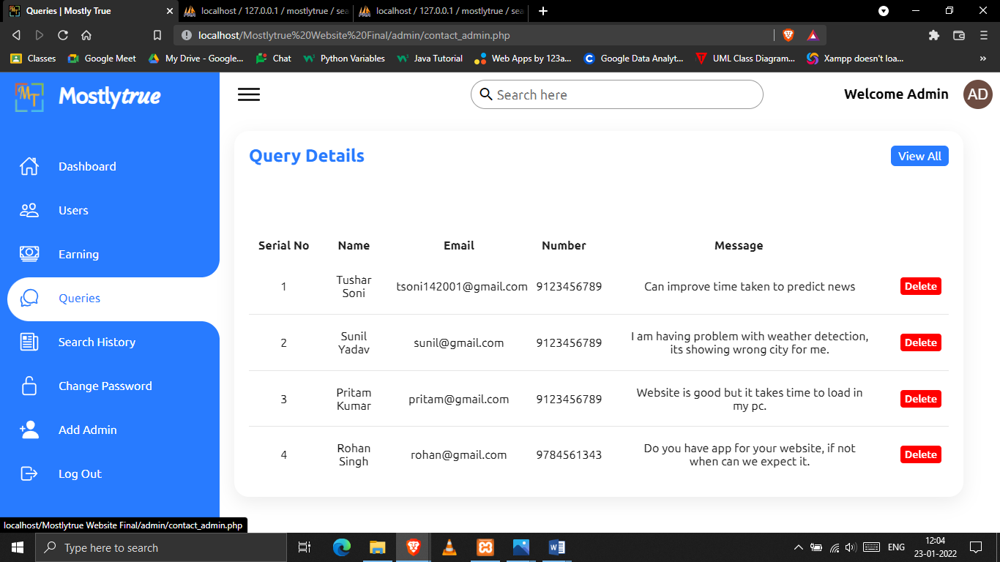 Queries | Mostly True
localhost / 127.0.0.1 / mostlytrue / sea
localhost / 127.0.0.1 / mostlytrue / sea
localhost/Mostlytrue%20Website%20Final/admin/contact_admin.php
Classes
Google Meet
My Drive - Google...
Chat
Python Variables
Java Tutorial
Web Apps by 123a...
Google Data Analyt...
UML Class Diagram...
Xampp doesn't loa...
MT
Mostlytrue
Search here
Welcome Admin
AD
Dashboard
Users
Earning
Queries
Search History
Change Password
Add Admin
Log Out
Query Details
View All
Serial No Name Email Number Message
1
Tushar
Soni
tsoni142001@gmail.com
9123456789
Can improve time taken to predict news
Delete
2
Sunil
Yadav
sunil@gmail.com
9123456789
I am having problem with weather detection,
its showing wrong city for me.
Delete
3
Pritam
Kumar
pritam@gmail.com
9123456789
Website is good but it takes time to load in
my pc.
Delete
4
Rohan
Singh
rohan@gmail.com
9784561343
Do you have app for your website, if not
when can we expect it.
Delete
localhost/Mostlytrue Website Final/admin/contact_admin.php
Type here to search
ENG
12:04
23-01-2022